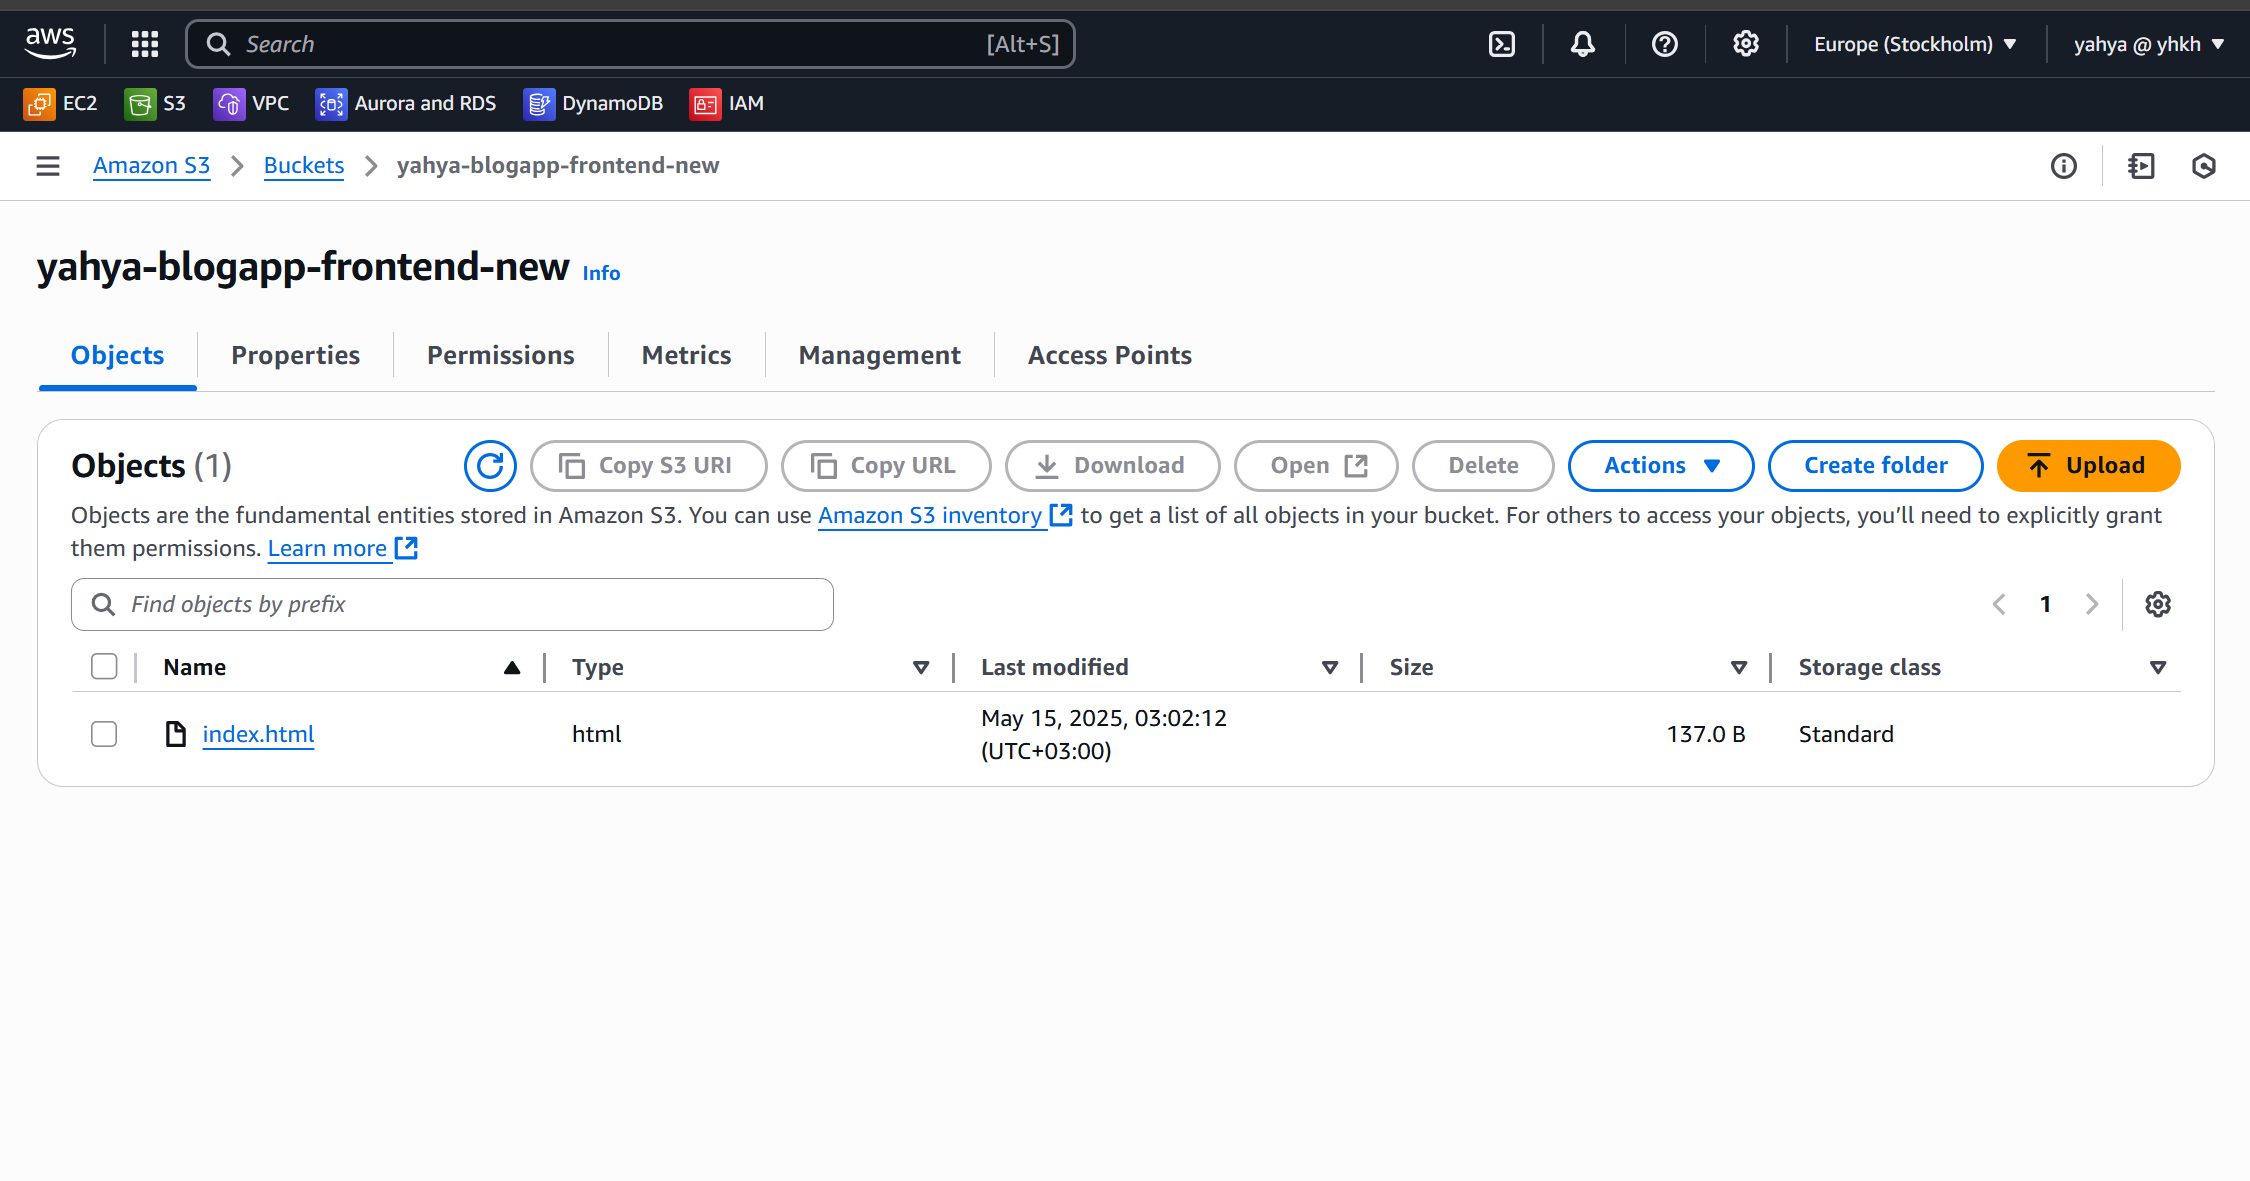 aws
Search [Alt+S] Europe (Stockholm) yahya @ yhkh
EC2 S3 VPC Aurora and RDS DynamoDB IAM
Amazon S3 Buckets yahya-blogapp-frontend-new
yahya-blogapp-frontend-new Info
Objects Properties Permissions Metrics Management Access Points
Objects (1) Copy S3 URI Copy URL Download Open Delete Actions Create folder Upload
Objects are the fundamental entities stored in Amazon S3. You can use Amazon S3 inventory to get a list of all objects in your bucket. For others to access your objects, you’ll need to explicitly grant
them permissions. Learn more
Find objects by prefix 1
Name Type Last modified Size Storage class
index.html html May 15, 2025, 03:02:12 137.0 B Standard
(UTC+03:00)